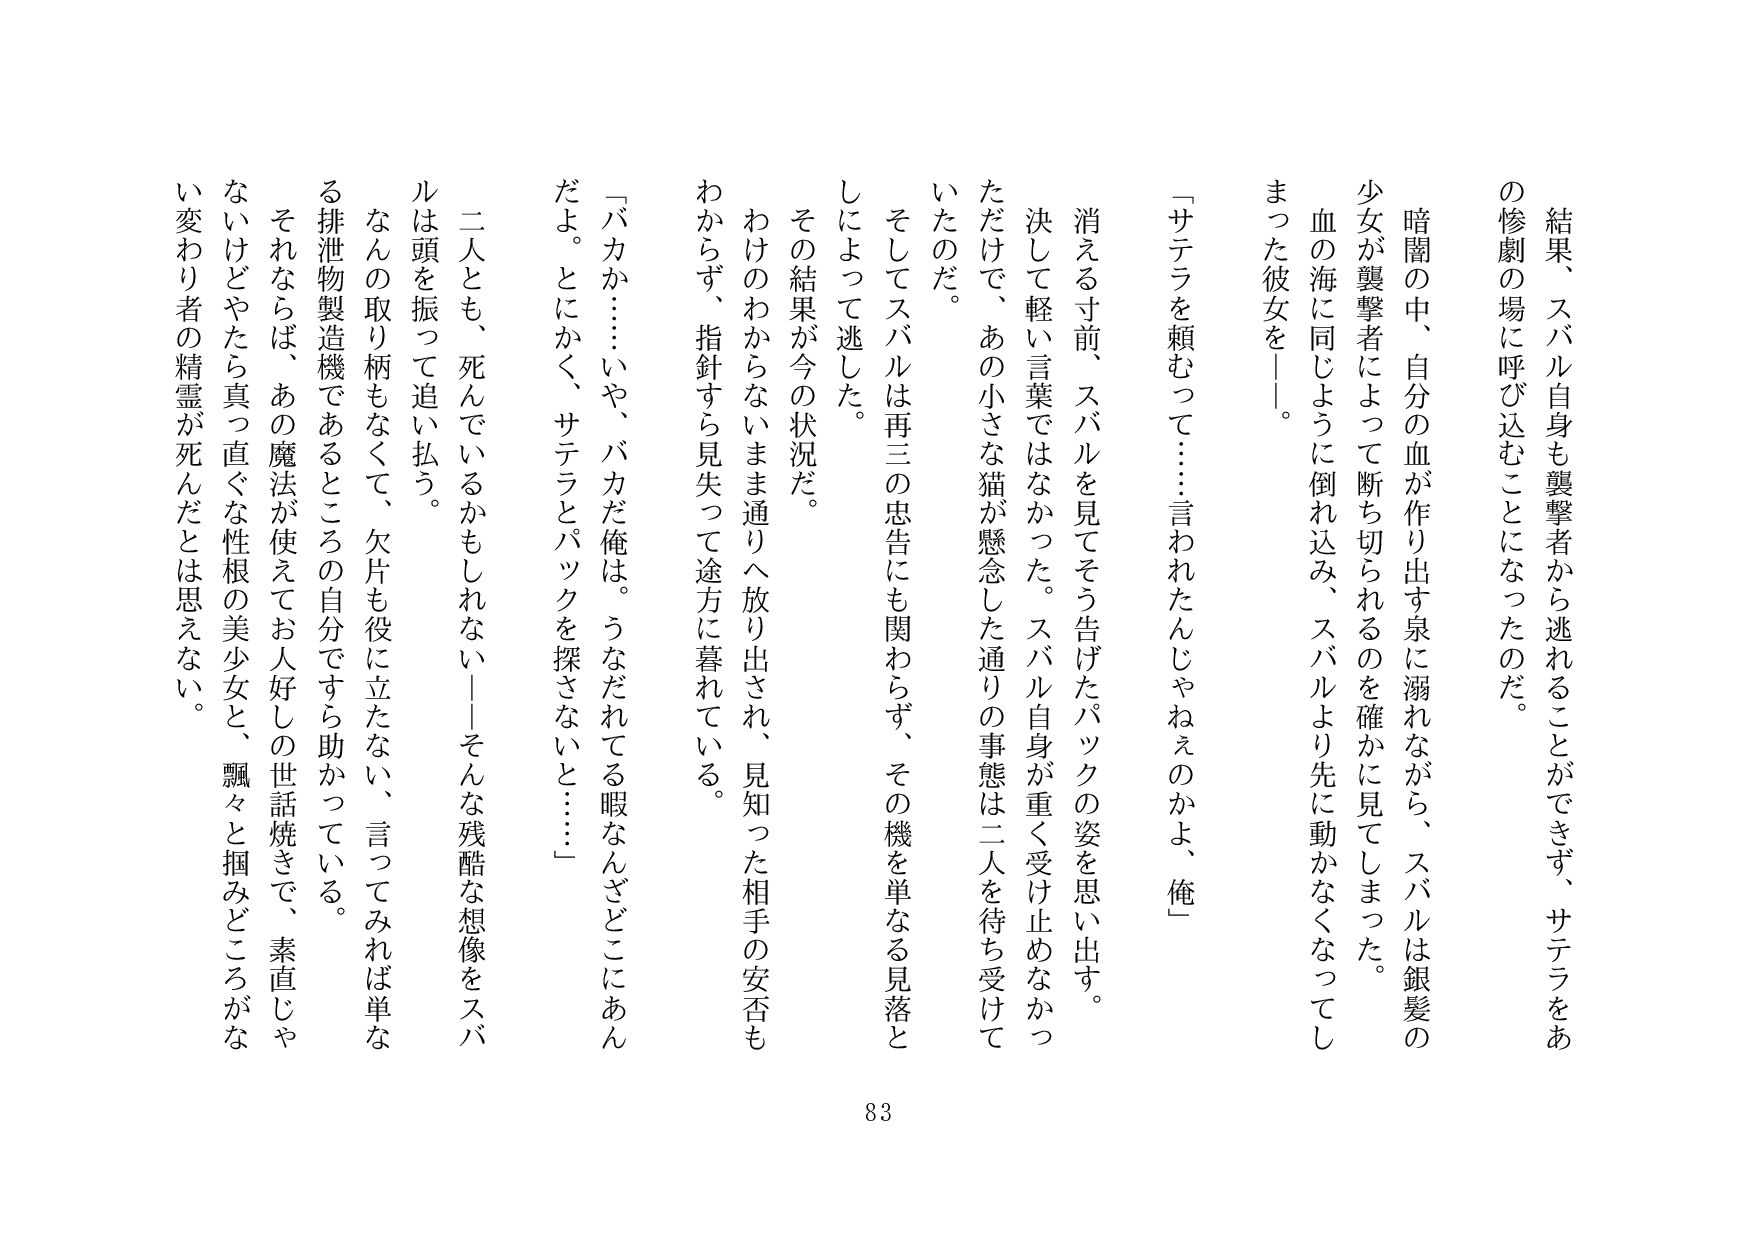 結果、スバル自身も襲撃者から逃れることができず、サテラをあ
の惨劇の場に呼び込むことになったのだ。
暗闇の中、自分の血が作り出す泉に溺れながら、スバルは銀髪の
少女が襲撃者によって断ち切られるのを確かに見てしまった。
血の海に同じように倒れ込み、スバルより先に動かなくなってし
まった彼女を――。
「サテラを頼むって……言われたんじゃねぇのかよ、俺」
消える寸前、スバルを見てそう告げたパックの姿を思い出す。
決して軽い言葉ではなかった。スバル自身が重く受け止めなかっ
ただけで、あの小さな猫が懸念した通りの事態は二人を待ち受けて
いたのだ。
そしてスバルは再三の忠告にも関わらず、その機を単なる見落と
しによって逃した。
その結果が今の状況だ。
わけのわからないまま通りへ放り出され、見知った相手の安否も
わからず、指針すら見失って途方に暮れている。
「バカか……いや、バカだ俺は。うなだれてる暇なんざどこにあん
だよ。とにかく、サテラとパックを探さないと……」
二人とも、死んでいるかもしれない――そんな残酷な想像をスバ
ルは頭を振って追い払う。
なんの取り柄もなくて、欠片も役に立たない、言ってみれば単な
る排泄物製造機であるところの自分ですら助かっている。
それならば、あの魔法が使えてお人好しの世話焼きで、素直じゃ
ないけどやたら真っ直ぐな性根の美少女と、飄々と掴みどころがな
い変わり者の精霊が死んだとは思えない。
83